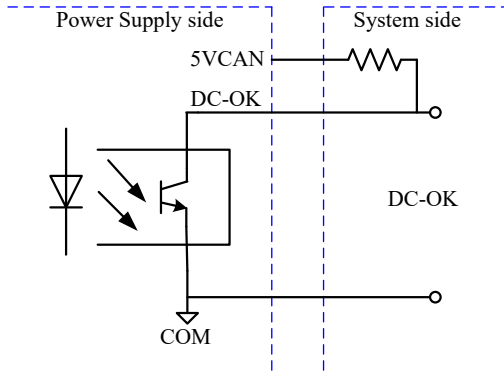 Power Supply side
System side
5VCAN
DC-OK
DC-OK
COM